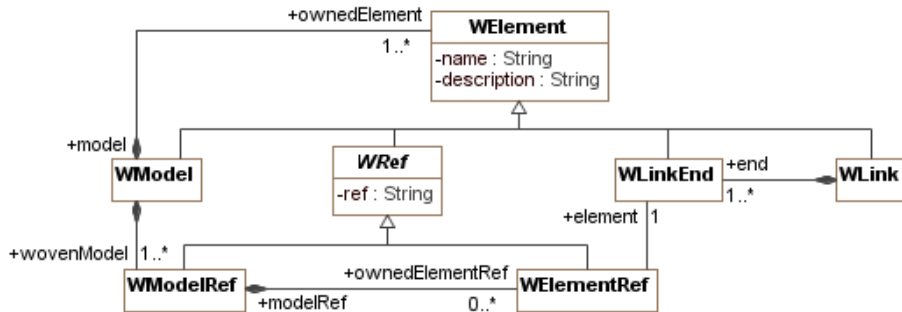 +ownedElement
WElement
1..*
-name : String
-description : String
+model
WRef
+end
WModel
WLinkEnd
WLink
-ref : String
1..*
+element
1
+wovenModel
1..*
+ownedElementRef
WModelRef
WElementRef
+modelRef
0..*